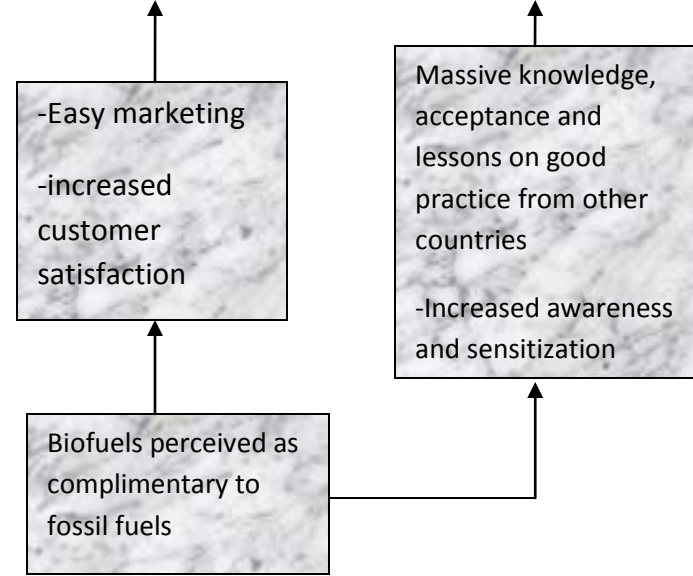 -Easy marketing
-increased
customer
satisfaction
Massive knowledge,
acceptance and
lessons on good
practice from other
countries
-Increased awareness
and sensitization
Biofuels perceived as
complimentary to
fossil fuels